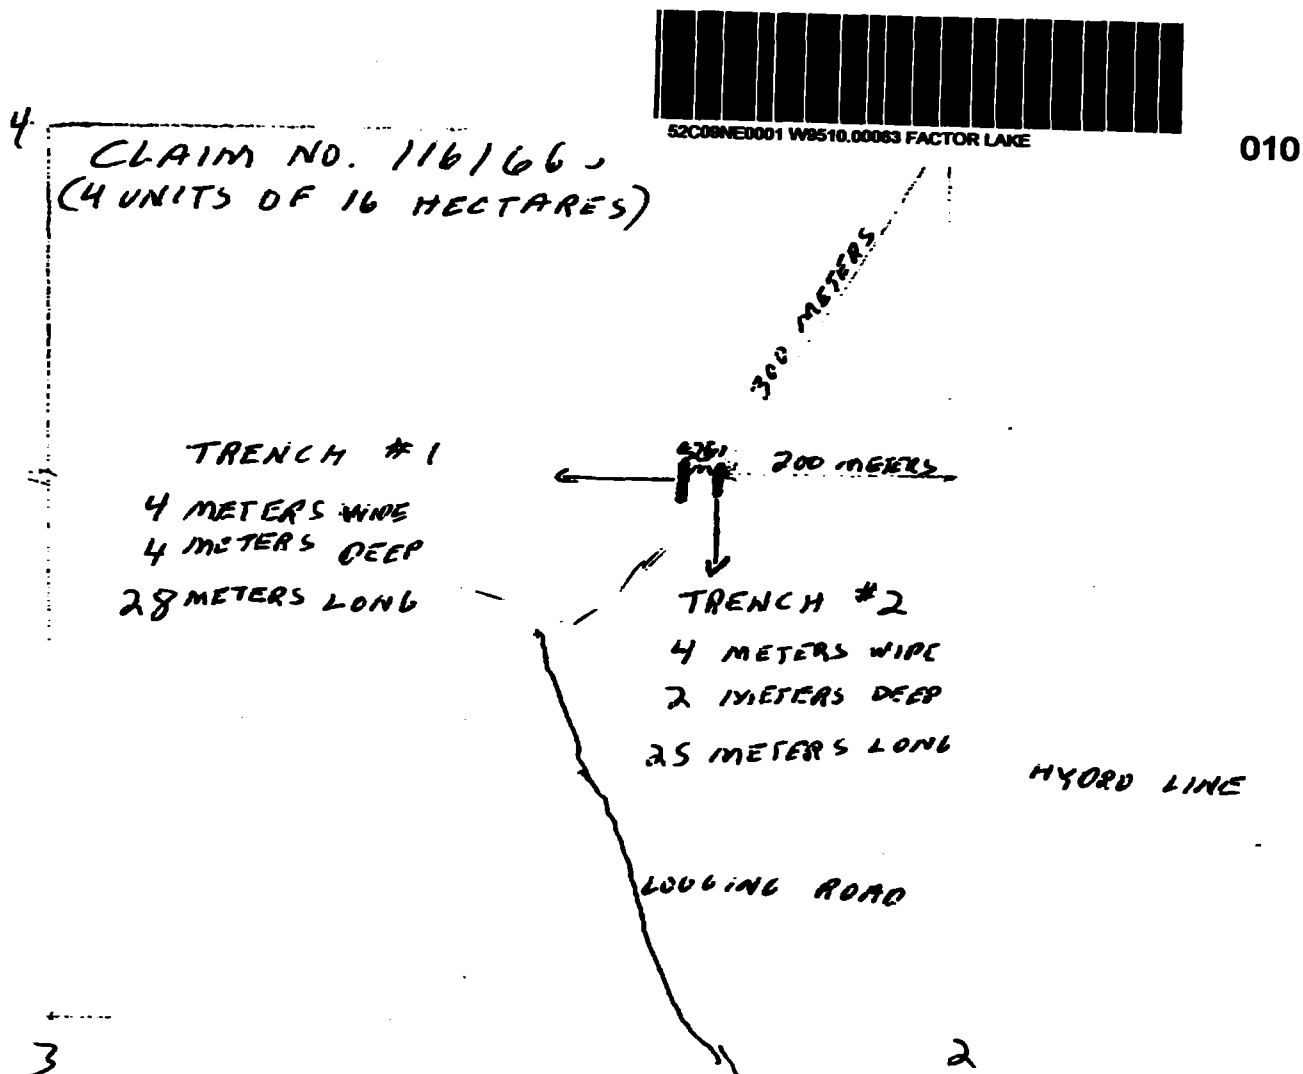 52C09NE0001 W9510.00063 FACTOR LAKE
010
4
CLAIM NO. 1161660
(4 UNITS OF 16 HECTARES)
300 METERS
TRENCH #1
4 METERS WIDE
4 METERS DEEP
28 METERS LONG
200 METERS
TRENCH #2
4 METERS WIDE
2 METERS DEEP
25 METERS LONG
HYDRO LINE
LOGGING ROAD
3
2